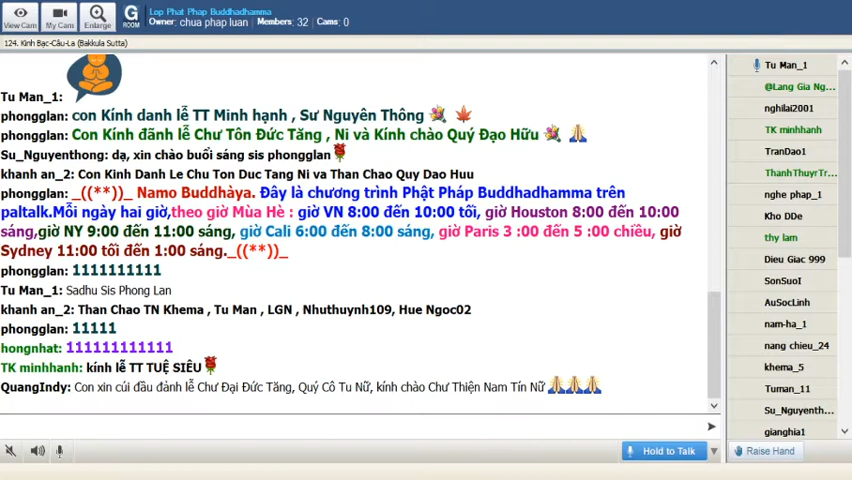 View Cam
My Cams
Enlarge
G
ROOM
Lop Phat Phap Buddhadhamma
Owner: chua phap luan Members: 32 Cams: 0
124. Kinh Bạc-Câu-La (Bakkula Sutta)
Tu Man_1:
phongglan: con Kính danh lễ TT Minh hạnh , Sư Nguyên Thông
phongglan: Con Kính đãnh lễ Chư Tôn Đức Tăng , Ni và Kính chào Quý Đạo Hữu
Su_Nguyenthong: dạ, xin chào buổi sáng sis phongglan
khanh an_2: Con Kinh Danh Le Chu Ton Duc Tang Ni va Than Chao Quy Dao Huu
phongglan: _((**))_ Namo Buddhàya. Đây là chương trình Phật Pháp Buddhadhamma trên
paltalk.Mỗi ngày hai giờ,theo giờ Mùa Hè : giờ VN 8:00 đến 10:00 tối, giờ Houston 8:00 đến 10:00
sáng,giờ NY 9:00 đến 11:00 sáng, giờ Cali 6:00 đến 8:00 sáng, giờ Paris 3 :00 đến 5 :00 chiều, giờ
Sydney 11:00 tối đến 1:00 sáng._((**))_
phongglan: 1111111111
Tu Man_1: Sadhu Sis Phong Lan
khanh an_2: Than Chao TN Khema , Tu Man , LGN , Nhuthuynh109, Hue Ngoc02
phongglan: 11111
hongnhat: 111111111111
TK minhhanh: kính lễ TT TUỆ SIÊU
QuangIndy: Con xin cúi đầu đảnh lễ Chư Đại Đức Tăng, Quý Cô Tu Nữ, kính chào Chư Thiện Nam Tín Nữ
Hold to Talk
Raise Hand
Tu Man_1
@Lang Gia Ng...
nghilai2001
TK minhhanh
TranDao1
ThanhThuyrTr...
nghe phap_1
Kho DDe
thy lam
Dieu Giac 999
SonSuoI
AuSocLinh
nam-ha_1
nang chieu_24
khema_5
Tuman_11
Su_Nguyenth...
gianghia1